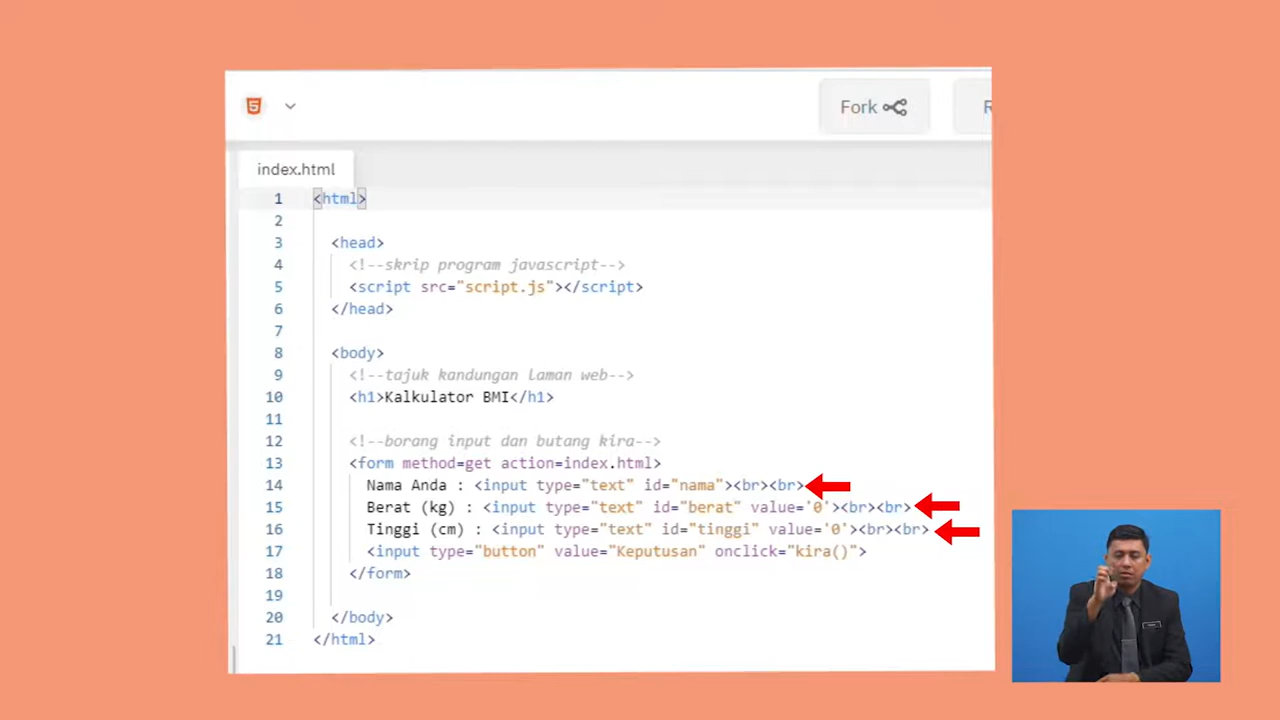 Fork
R
index.html
1 <html>
2
3 <head>
4 <!--skrip program javascript-->
5 <script src="script.js"></script>
6 </head>
7
8 <body>
9 <!--tajuk kandungan laman web-->
10 <h1>Kalkulator BMI</h1>
11
12 <!--borang input dan butang kira-->
13 <form method=get action=index.html>
14 Nama Anda : <input type="text" id="nama"><br><br>
15 Berat (kg) : <input type="text" id="berat" value='0'><br><br>
16 Tinggi (cm) : <input type="text" id="tinggi" value='0'><br><br>
17 <input type="button" value="Keputusan" onclick="kira()">
18 </form>
19
20 </body>
21 </html>